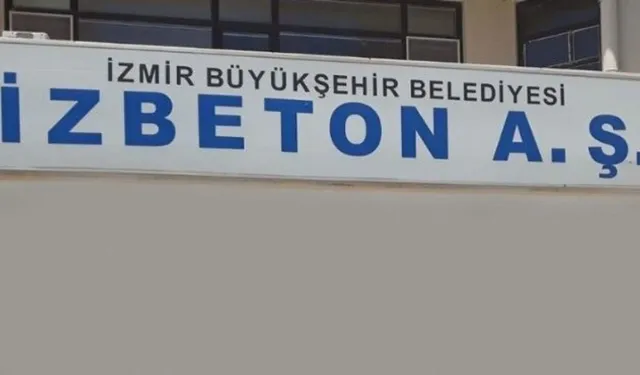 İZMİR BÜYÜKŞEHİR BELEDİYESİ
İZBETON A.Ş.